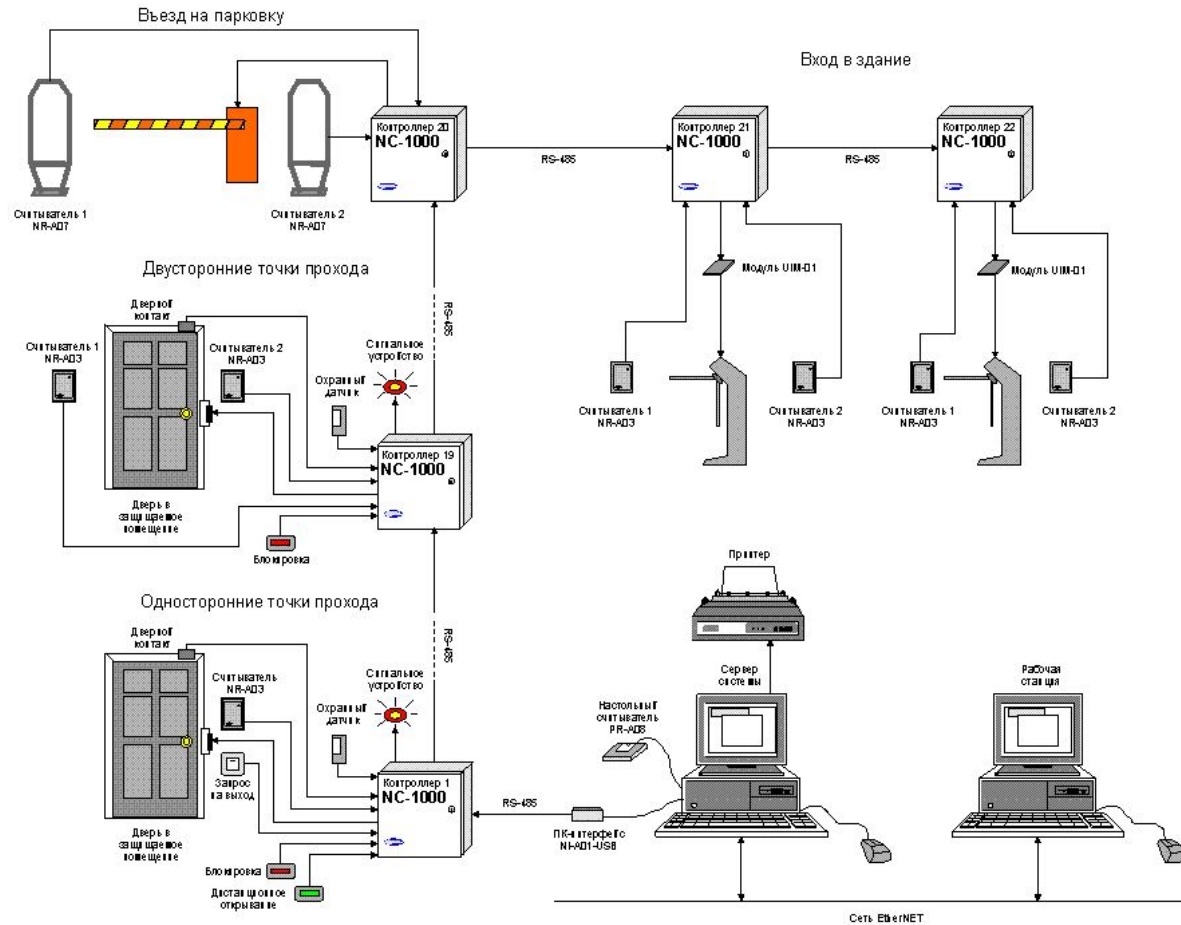 Въезд на парковку
Вход в здание
Контроллер 20
NC-1000
Контроллер 21
NC-1000
Контроллер 22
NC-1000
RS-485
RS-485
Считыватель 1
NR-A07
Считыватель 2
NR-A07
Модуль UIM-01
Модуль UIM-01
Двусторонние точки прохода
RS-485
Дверной
контакт
Считыватель 1
NR-A03
Считыватель 2
NR-A03
Сигнальное
устройство
Охранный
датчик
Считыватель 1
NR-A03
Считыватель 2
NR-A03
Считыватель 1
NR-A03
Считыватель 2
NR-A03
Контроллер 19
NC-1000
Дверь в
защищаемое
помещение
Блокировка
Принтер
Односторонние точки прохода
RS-485
Дверной
контакт
Считыватель
NR-A03
Сигнальное
устройство
Охранный
датчик
Сервер
системы
Рабочая
станция
Настольный
считыватель
PR-A08
Запрос
на выход
Контроллер 1
NC-1000
RS-485
ПК-интерфейс
NI-A01-USB
Дверь в
защищаемое
помещение
Блокировка
Дистанционное
открывание
Сеть EtherNET